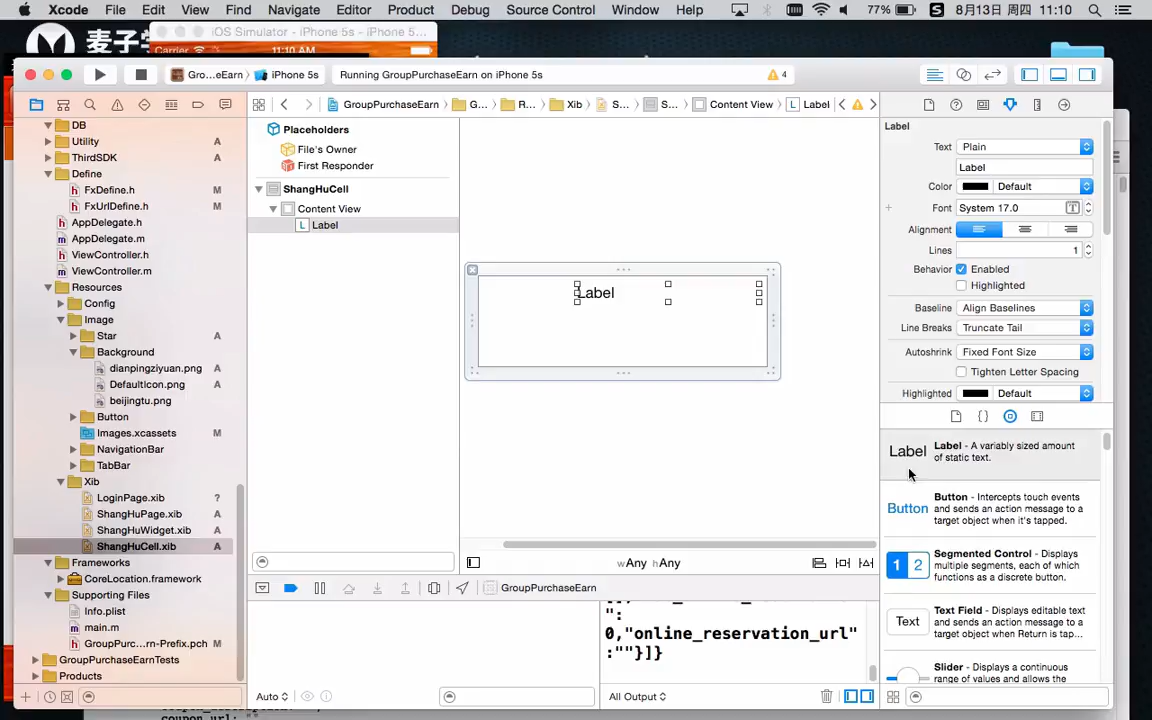 Xcode File Edit View Find Navigate Editor Product Debug Source Control Window Help 77% 8月13日 周四 11:10
麦子学
iOS Simulator - iPhone 5s - iPhone 5...
Carrier 11:10 AM
Gro...eEarn iPhone 5s Running GroupPurchaseEarn on iPhone 5s 4
GroupPurchaseEarn G... R... Xib S... S... Content View Label
DB
Utility A
ThirdSDK A
Define
FxDefine.h M
FxUrlDefine.h M
AppDelegate.h
AppDelegate.m
ViewController.h
ViewController.m
Resources
Config
Image
Star A
Background
dianpingziyuan.png A
DefaultIcon.png A
beijingtu.png
Button
Images.xcassets M
NavigationBar
TabBar
Xib
LoginPage.xib ?
ShangHuPage.xib A
ShangHuWidget.xib A
ShangHuCell.xib A
Frameworks
CoreLocation.framework
Supporting Files
Info.plist
main.m
GroupPurc...rn-Prefix.pch M
GroupPurchaseEarnTests
Products
Placeholders
File's Owner
First Responder
ShangHuCell
Content View
L Label
Label
wAny hAny
GroupPurchaseEarn
":
0,"online_reservation_url"
:""}]}
Auto
All Output
Label
Text Plain
Label
Color Default
Font System 17.0
Alignment
Lines 1
Behavior Enabled
Highlighted
Baseline Align Baselines
Line Breaks Truncate Tail
Autoshrink Fixed Font Size
Tighten Letter Spacing
Highlighted Default
Label Label - A variably sized amount
of static text.
Button Button - Intercepts touch events
and sends an action message to a
target object when it's tapped.
1 2 Segmented Control - Displays
multiple segments, each of which
functions as a discrete button.
Text Text Field - Displays editable text
and sends an action message to a
target object when Return is tap...
Slider - Displays a continuous
range of values and allows the
coupon_url: ""